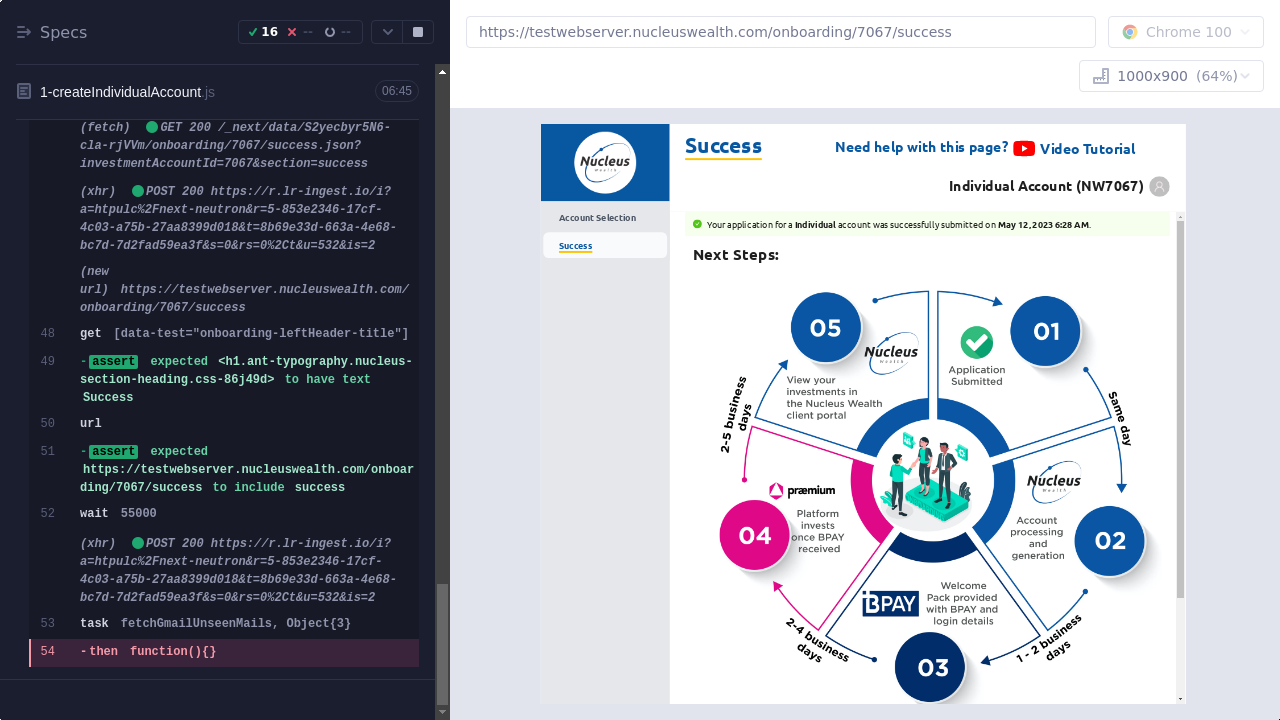 Specs
16
--
--
https://testwebserver.nucleuswealth.com/onboarding/7067/success
Chrome 100
1000x900 (64%)
1-createIndividualAccount.js
06:45
(fetch) GET 200 /_next/data/S2yecbyr5N6-
cla-rjVVm/onboarding/7067/success.json?
investmentAccountId=7067&section=success
(xhr) POST 200 https://r.lr-ingest.io/i?
a=htpulc%2Fnext-neutron&r=5-853e2346-17cf-
4c03-a75b-27aa8399d018&t=8b69e33d-663a-4e68-
bc7d-7d2fad59ea3f&s=0&rs=0%2Ct&u=532&is=2
(new
url) https://testwebserver.nucleuswealth.com/
onboarding/7067/success
48 get [data-test="onboarding-leftHeader-title"]
49 -assert expected <h1.ant-typography.nucleus-
section-heading.css-86j49d> to have text
Success
50 url
51 -assert expected
https://testwebserver.nucleuswealth.com/onboar
ding/7067/success to include success
52 wait 55000
(xhr) POST 200 https://r.lr-ingest.io/i?
a=htpulc%2Fnext-neutron&r=5-853e2346-17cf-
4c03-a75b-27aa8399d018&t=8b69e33d-663a-4e68-
bc7d-7d2fad59ea3f&s=0&rs=0%2Ct&u=532&is=2
53 task fetchGmailUnseenMails, Object{3}
54 -then function(){}
Nucleus
Wealth
Account Selection
Success
Success
Need help with this page? Video Tutorial
Individual Account (NW7067)
Your application for a Individual account was successfully submitted on May 12, 2023 6:28 AM.
Next Steps:
01
Application
Submitted
Same day
02
Nucleus
Wealth
Account
processing
and
generation
1 - 2 business
days
03
BPAY
Welcome
Pack provided
with BPAY and
login details
2-4 business
days
04
præmium
Platform
invests
once BPAY
received
2-5 business
days
05
Nucleus
Wealth
View your
investments in
the Nucleus Wealth
client portal